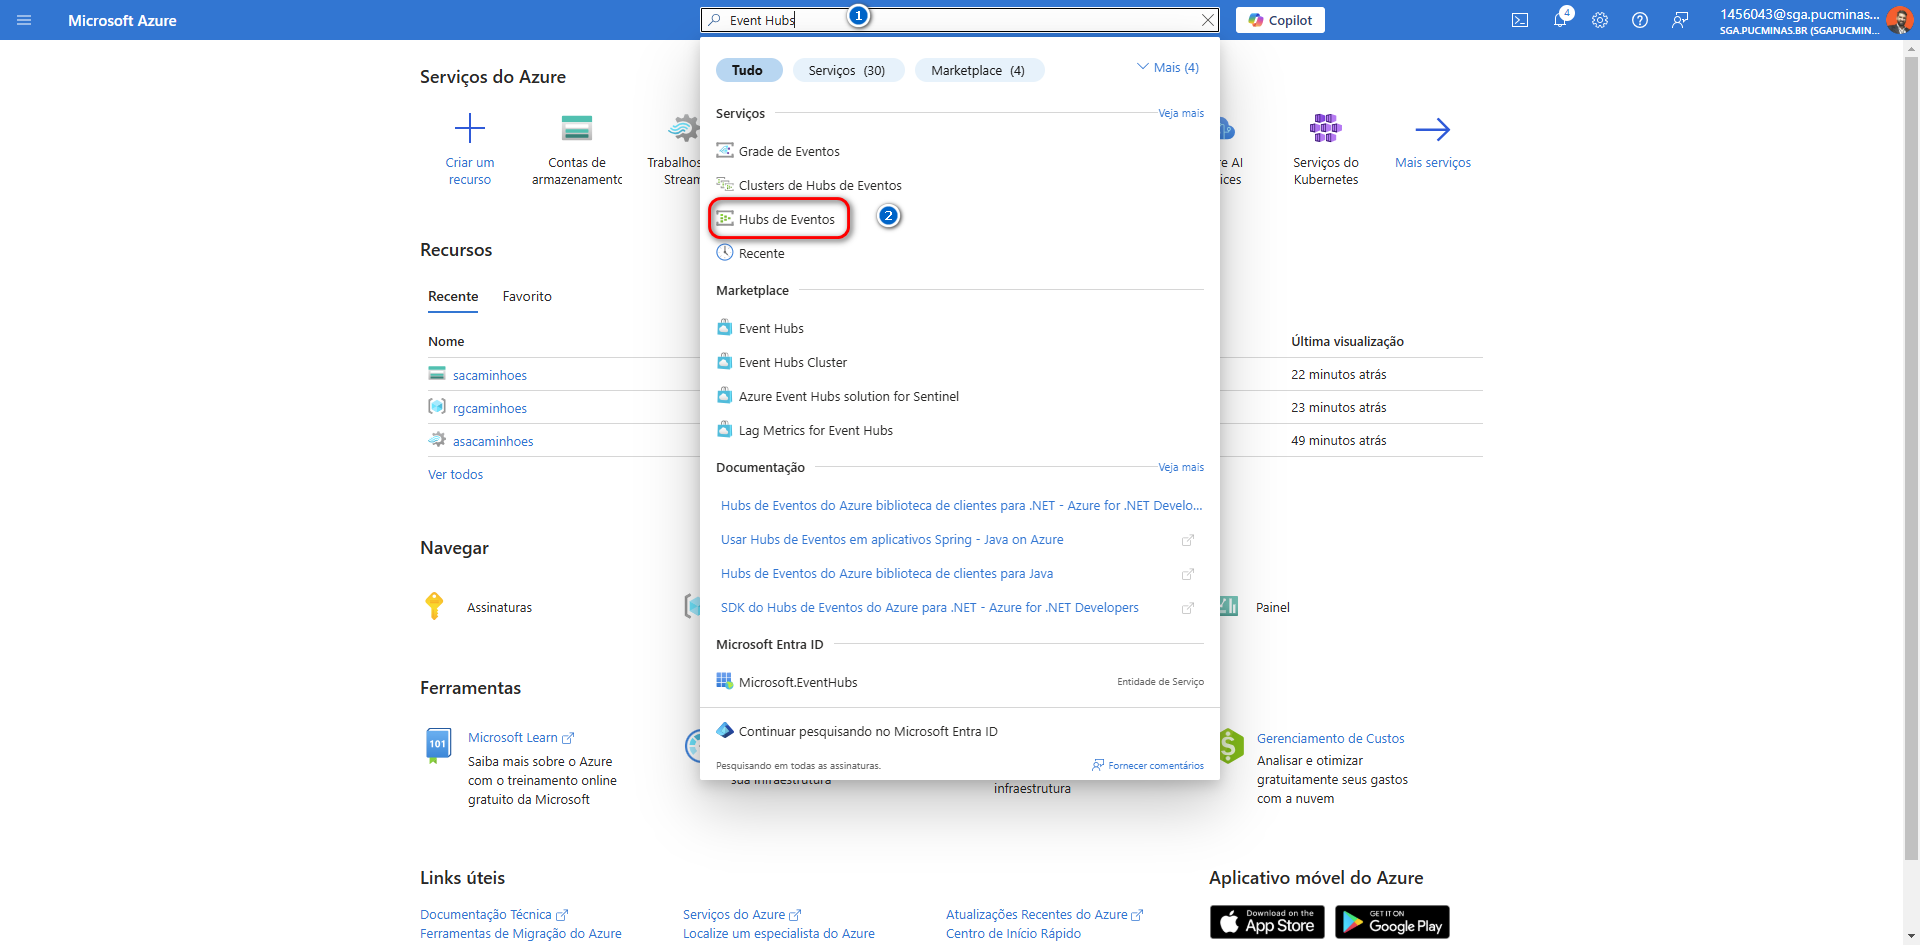 Microsoft Azure
Event Hubs
1
Copilot
4
1456043@sga.pucminas...
SGA.PUCMINAS.BR (SGAPUCMIN...
Tudo
Serviços (30)
Marketplace (4)
Mais (4)
Serviços
Veja mais
Grade de Eventos
Clusters de Hubs de Eventos
Hubs de Eventos
2
Recente
Marketplace
Event Hubs
Event Hubs Cluster
Azure Event Hubs solution for Sentinel
Lag Metrics for Event Hubs
Documentação
Veja mais
Hubs de Eventos do Azure biblioteca de clientes para .NET - Azure for .NET Develo...
Usar Hubs de Eventos em aplicativos Spring - Java on Azure
Hubs de Eventos do Azure biblioteca de clientes para Java
SDK do Hubs de Eventos do Azure para .NET - Azure for .NET Developers
Microsoft Entra ID
Microsoft.EventHubs
Entidade de Serviço
Continuar pesquisando no Microsoft Entra ID
Pesquisando em todas as assinaturas.
Fornecer comentários
Serviços do Azure
Criar um
recurso
Contas de
armazenamento
Trabalhos
Stream
e AI
ices
Serviços do
Kubernetes
Mais serviços
Recursos
Recente
Favorito
Nome
Última visualização
sacaminhoes
22 minutos atrás
rgcaminhoes
23 minutos atrás
asacaminhoes
49 minutos atrás
Ver todos
Navegar
Assinaturas
Painel
Ferramentas
101
Microsoft Learn
Saiba mais sobre o Azure
com o treinamento online
gratuito da Microsoft
sua infraestrutura
infraestrutura
Gerenciamento de Custos
Analisar e otimizar
gratuitamente seus gastos
com a nuvem
Links úteis
Documentação Técnica
Serviços do Azure
Atualizações Recentes do Azure
Ferramentas de Migração do Azure
Localize um especialista do Azure
Centro de Início Rápido
Aplicativo móvel do Azure
Download on the
App Store
GET IT ON
Google Play